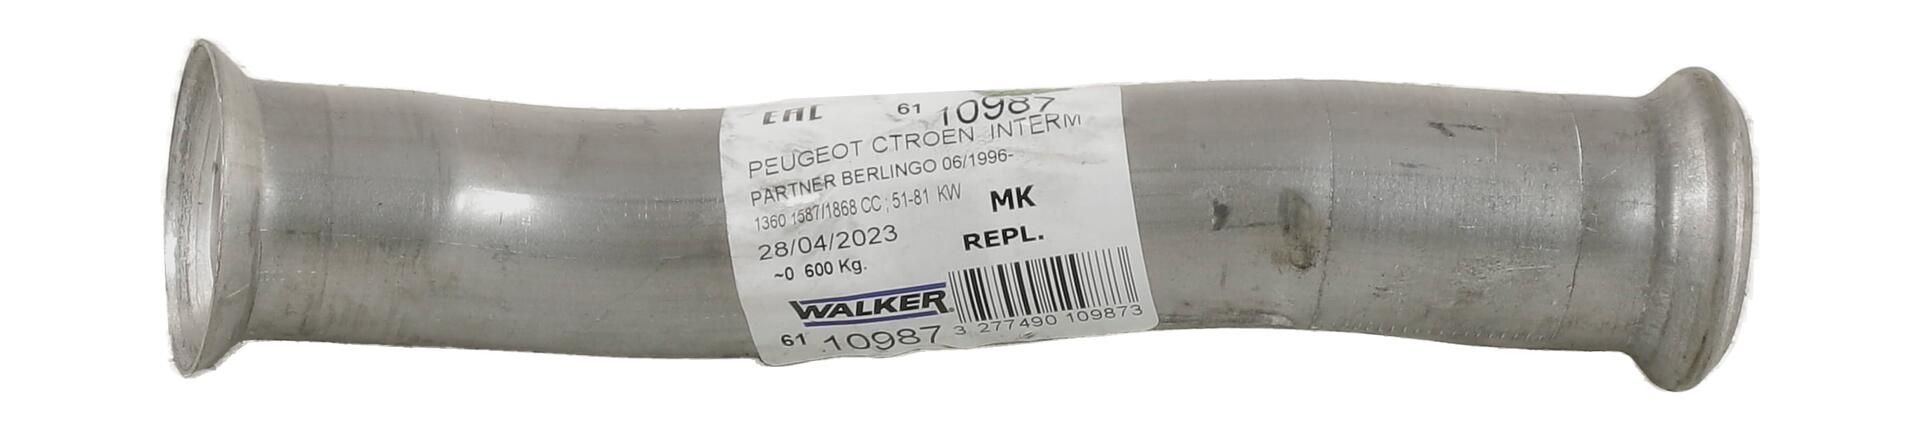 EAC 61 10987
PEUGEOT CTROEN INTERM
PARTNER BERLINGO 06/1996-
1360 1587/1868 CC; 51-81 KW MK
28/04/2023 REPL.
~0 600 Kg.
WALKER
3 277490 109873
61 10987